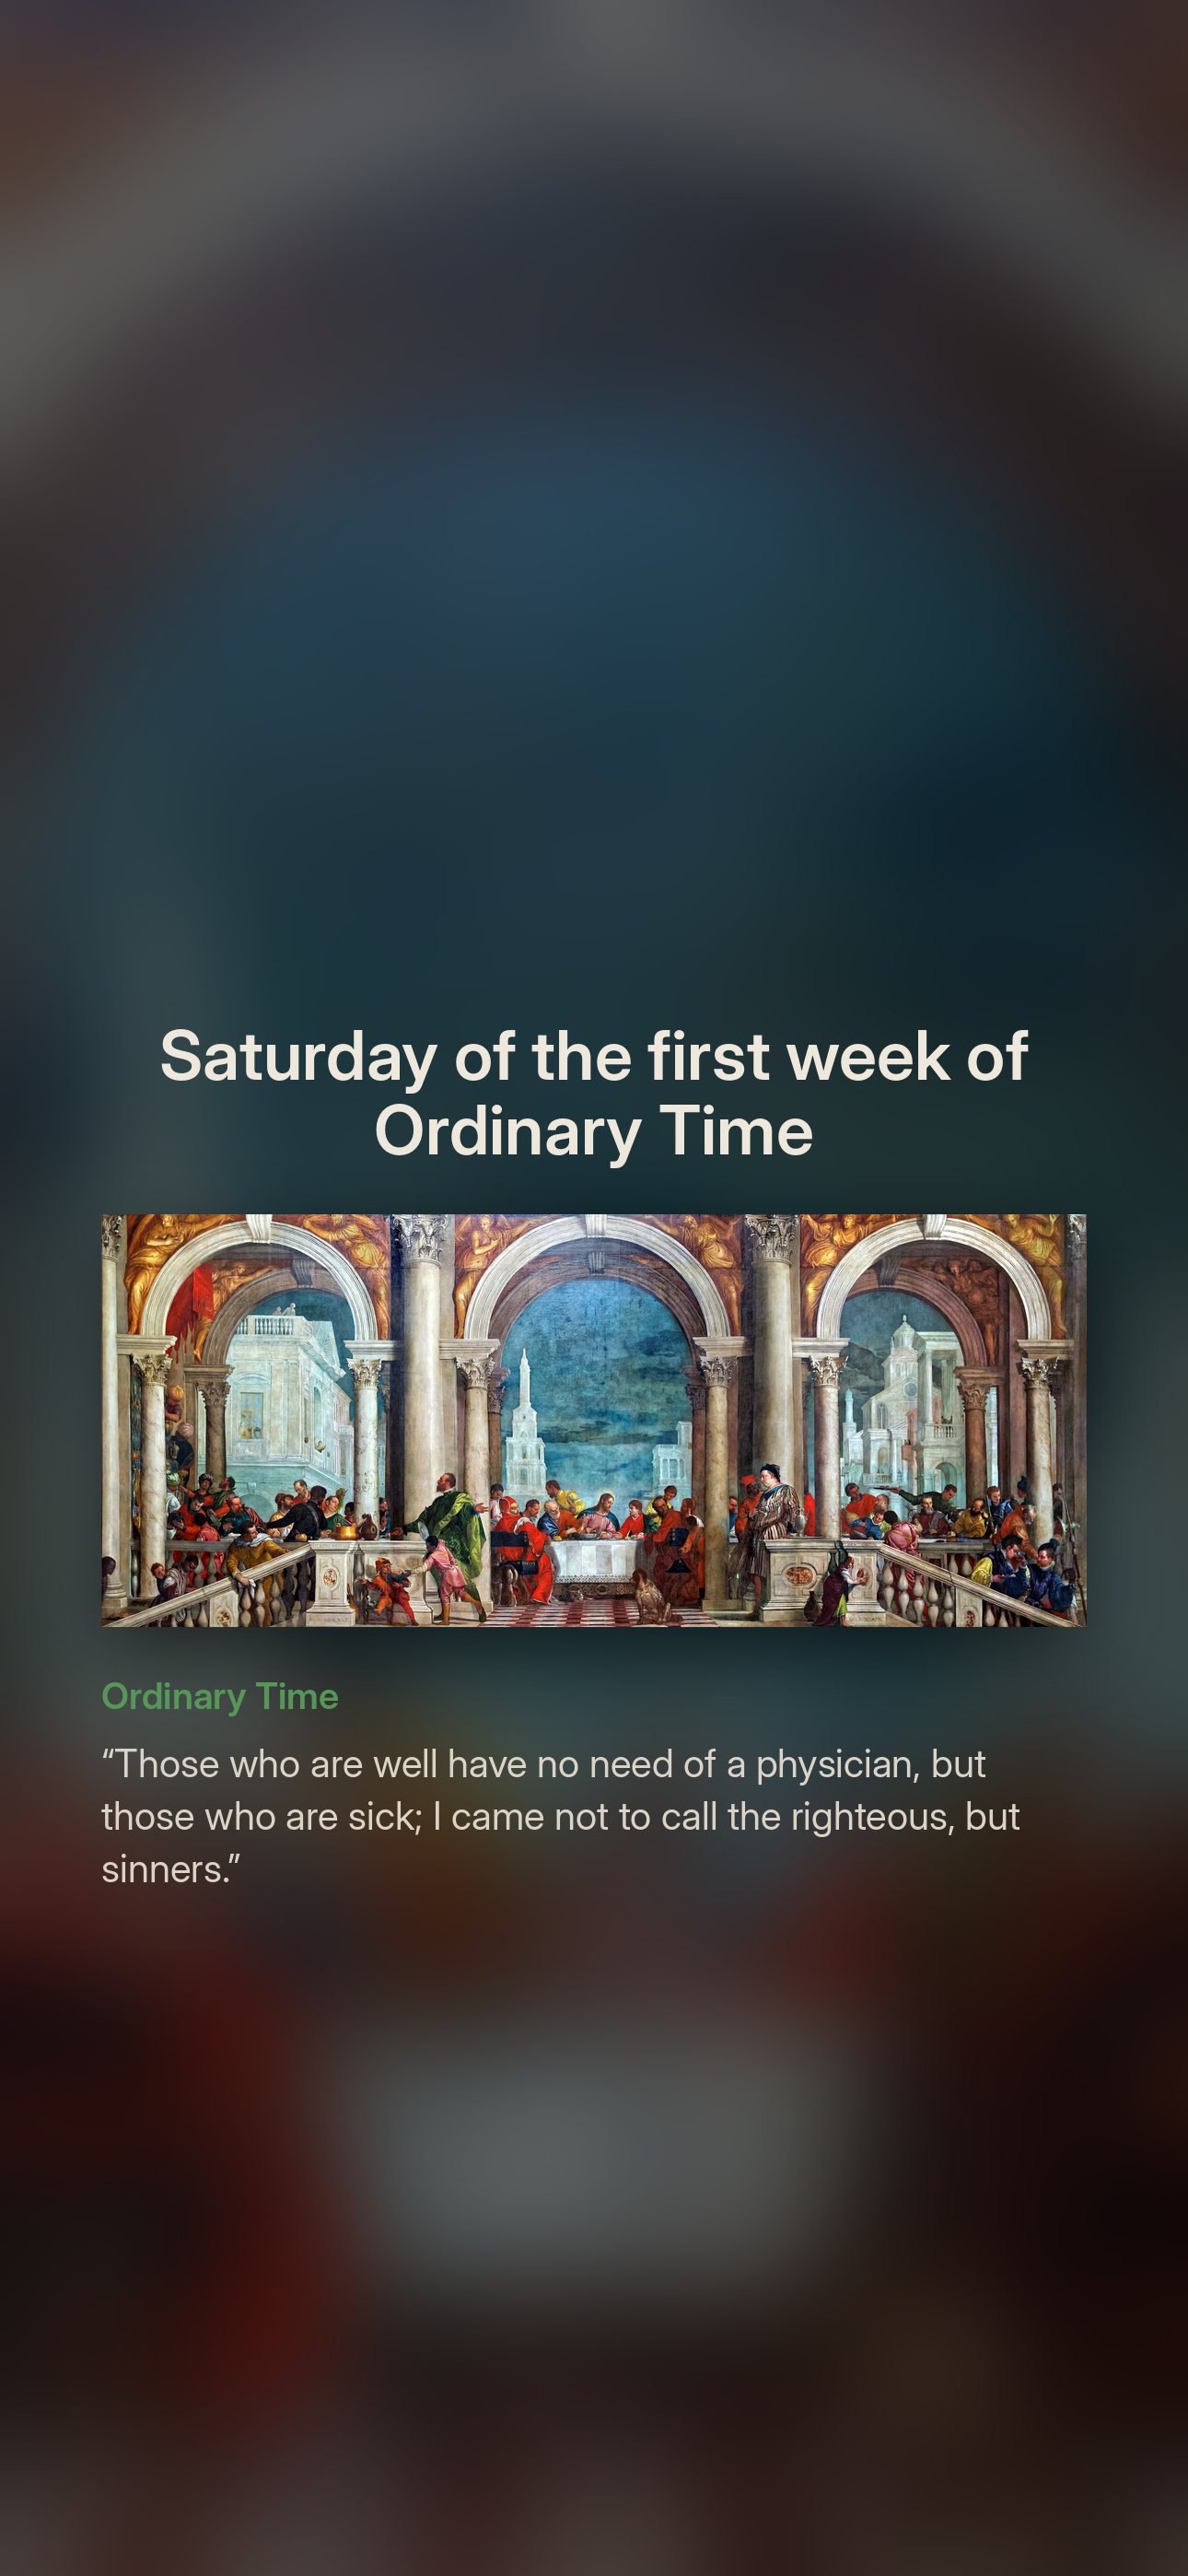 Saturday of the first week of
Ordinary Time
Ordinary Time
“Those who are well have no need of a physician, but
those who are sick; I came not to call the righteous, but
sinners.”